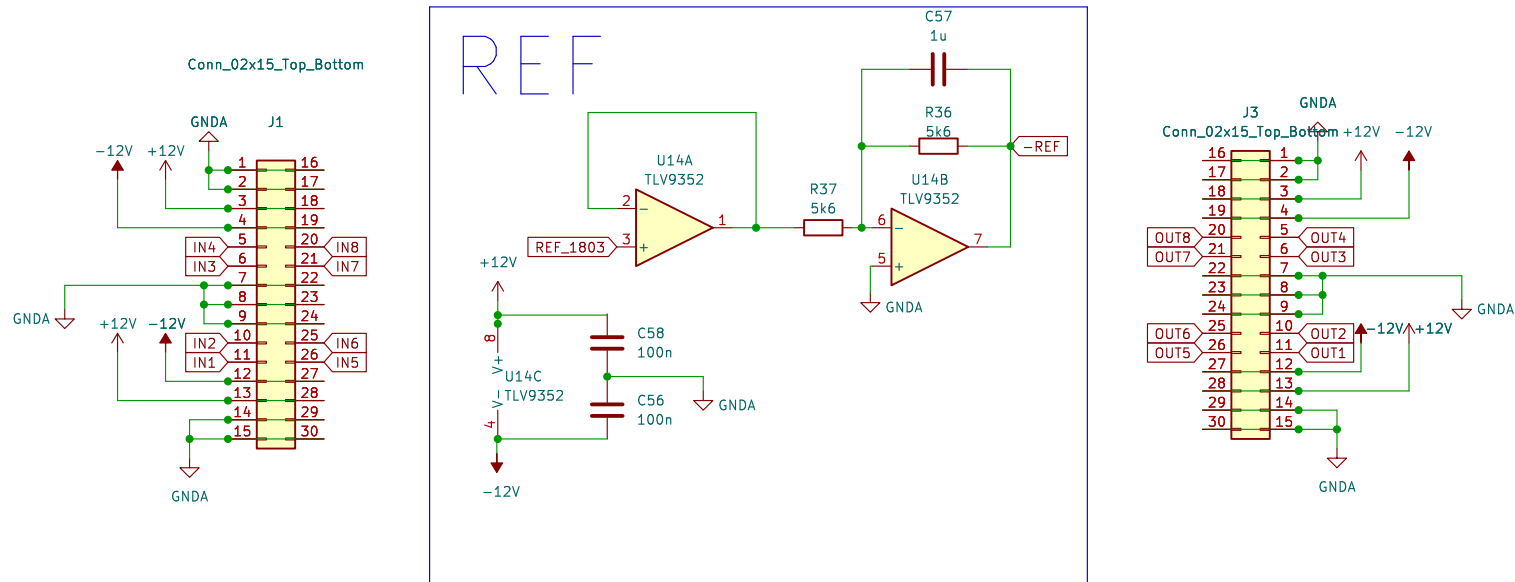 Conn_02x15_Top_Bottom
J1
GNDA
-12V
+12V
1 16
2 17
3 18
4 19
IN4 5 20 IN8
IN3 6 21 IN7
7 22
8 23
9 24
GNDA
+12V
-12V
IN2 10 25 IN6
IN1 11 26 IN5
12 27
13 28
14 29
15 30
GNDA
REF
C57
1u
R36
5k6
-REF
U14A
TLV9352
2
-
1
REF_1803
3
+
R37
5k6
U14B
TLV9352
6
-
7
5
+
GNDA
+12V
8
V+
U14C
TLV9352
V-
4
-12V
C58
100n
C56
100n
GNDA
GNDA
J3
Conn_02x15_Top_Bottom
+12V
-12V
16 1
17 2
18 3
19 4
OUT8 20 5 OUT4
OUT7 21 6 OUT3
22 7
23 8
24 9
GNDA
OUT6 25 10 OUT2
OUT5 26 11 OUT1
-12V
+12V
27 12
28 13
29 14
30 15
GNDA